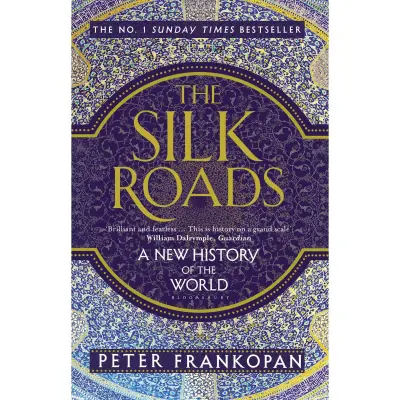 THE NO. 1 SUNDAY TIMES BESTSELLER
THE
SILK
ROADS
'Brilliant and fearless... This is history on a grand scale'
William Dalrymple, Guardian
A NEW HISTORY
OF THE
WORLD
BLOOMSBURY
PETER FRANKOPAN